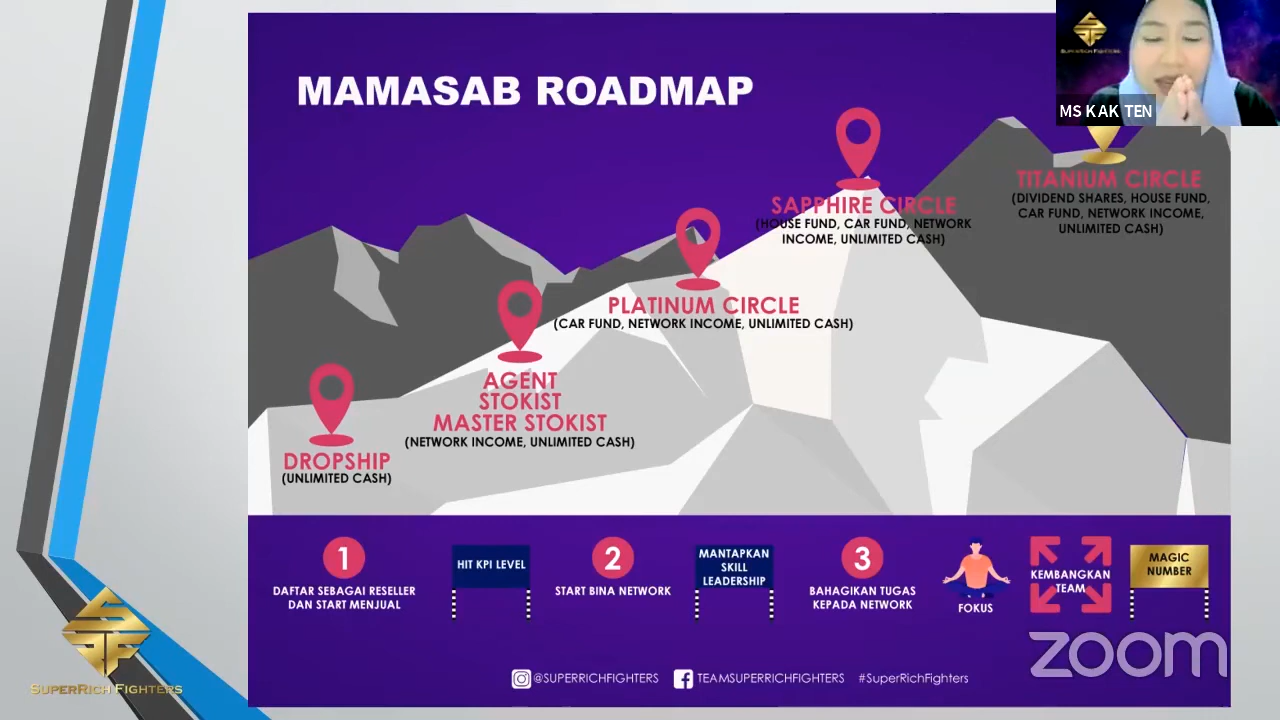 MAMASAB ROADMAP
SUPERRICH FIGHTERS
MS KAK TEN
TITANIUM CIRCLE
(DIVIDEND SHARES, HOUSE FUND,
CAR FUND, NETWORK INCOME,
UNLIMITED CASH)
SAPPHIRE CIRCLE
(HOUSE FUND, CAR FUND, NETWORK
INCOME, UNLIMITED CASH)
PLATINUM CIRCLE
(CAR FUND, NETWORK INCOME, UNLIMITED CASH)
AGENT
STOKIST
MASTER STOKIST
(NETWORK INCOME, UNLIMITED CASH)
DROPSHIP
(UNLIMITED CASH)
1
DAFTAR SEBAGAI RESELLER
DAN START MENJUAL
HIT KPI LEVEL
2
START BINA NETWORK
MANTAPKAN
SKILL
LEADERSHIP
3
BAHAGIKAN TUGAS
KEPADA NETWORK
FOKUS
KEMBANGKAN
TEAM
MAGIC
NUMBER
zoom
SUPERRICH FIGHTERS
@SUPERRICHFIGHTERS TEAMSUPERRICHFIGHTERS #SuperRichFighters